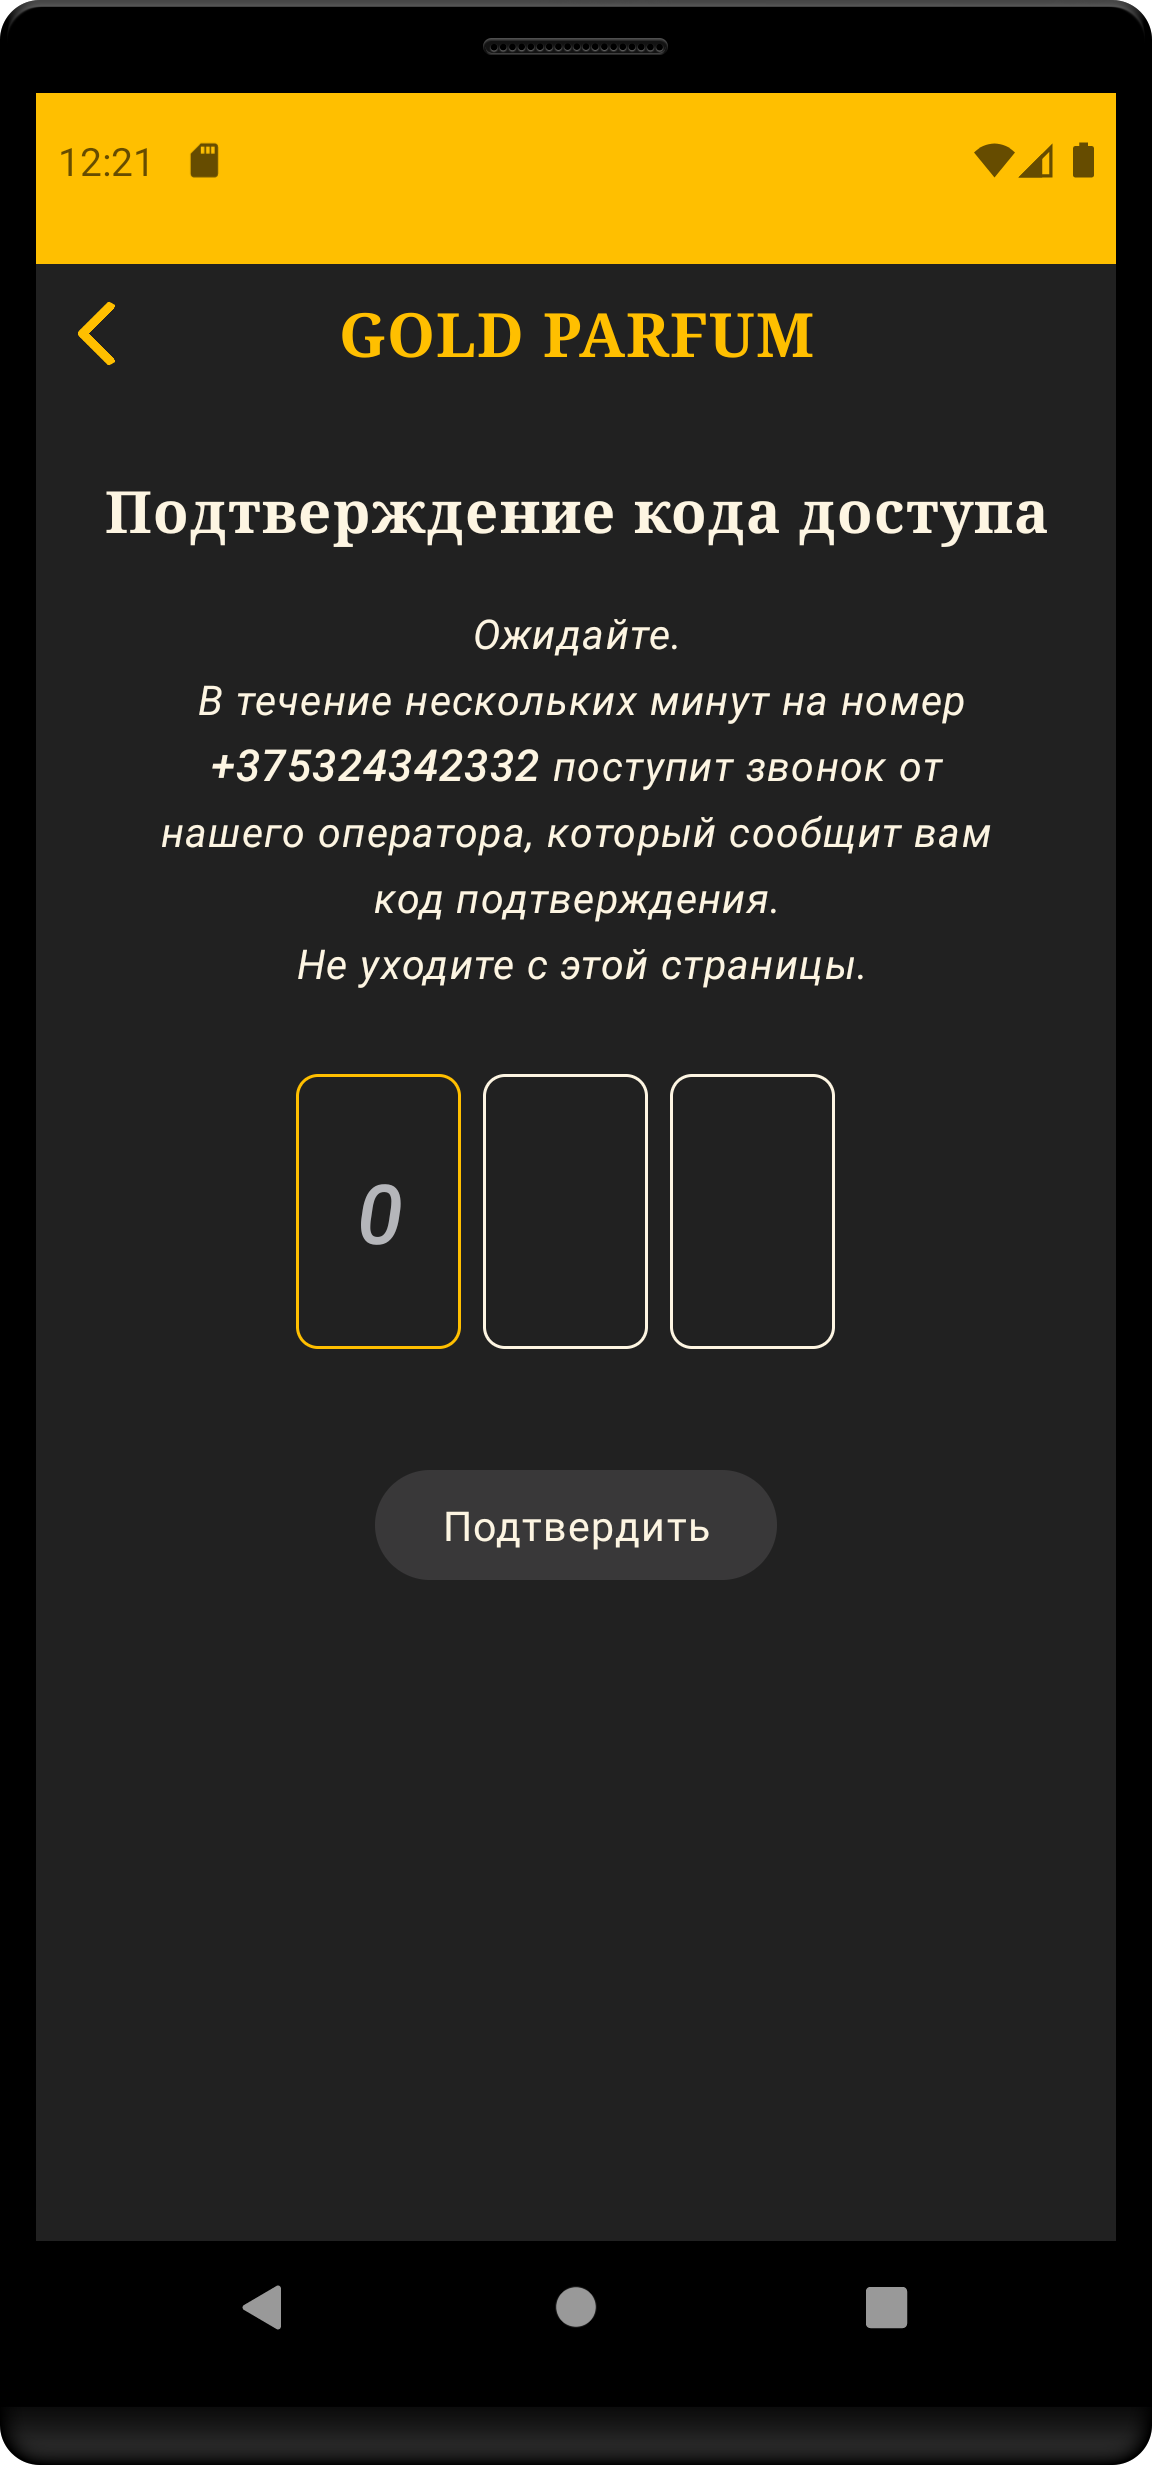 12:21
GOLD PARFUM
Подтверждение кода доступа
Ожидайте.
В течение нескольких минут на номер
+375324342332 поступит звонок от
нашего оператора, который сообщит вам
код подтверждения.
Не уходите с этой страницы.
0
Подтвердить